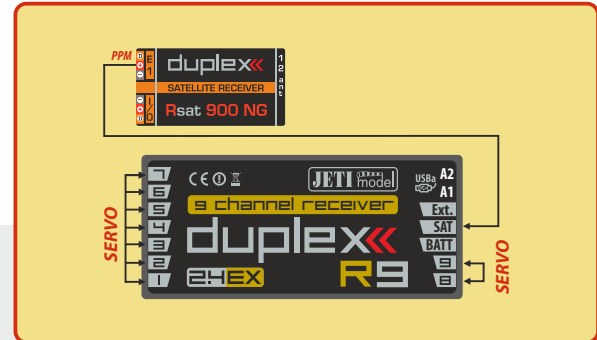 PPM
E1
duplex
SATELLITE RECEIVER
I/O
Rsat 900 NG
1 2 ant
SERVO
7
6
5
4
3
2
1
CE
JETI model
9 channel receiver
duplex
2.4EX
R9
USBa
A2
A1
Ext.
SAT
BATT
9
8
SERVO